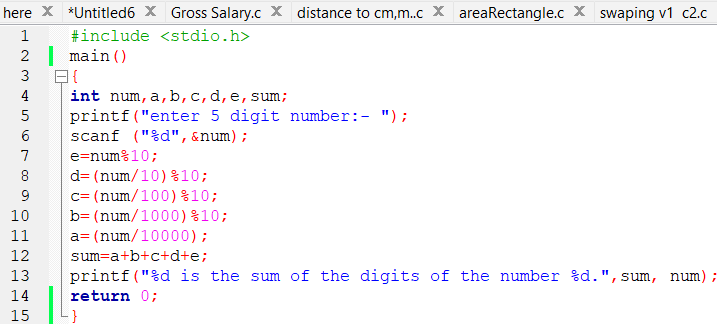 here *Untitled6 Gross Salary.c distance to cm,m..c areaRectangle.c swaping v1 c2.c
1 #include <stdio.h>
2 main()
3 {
4 int num,a,b,c,d,e,sum;
5 printf("enter 5 digit number:- ");
6 scanf ("%d",&num);
7 e=num%10;
8 d=(num/10)%10;
9 c=(num/100)%10;
10 b=(num/1000)%10;
11 a=(num/10000);
12 sum=a+b+c+d+e;
13 printf("%d is the sum of the digits of the number %d.",sum, num);
14 return 0;
15 }